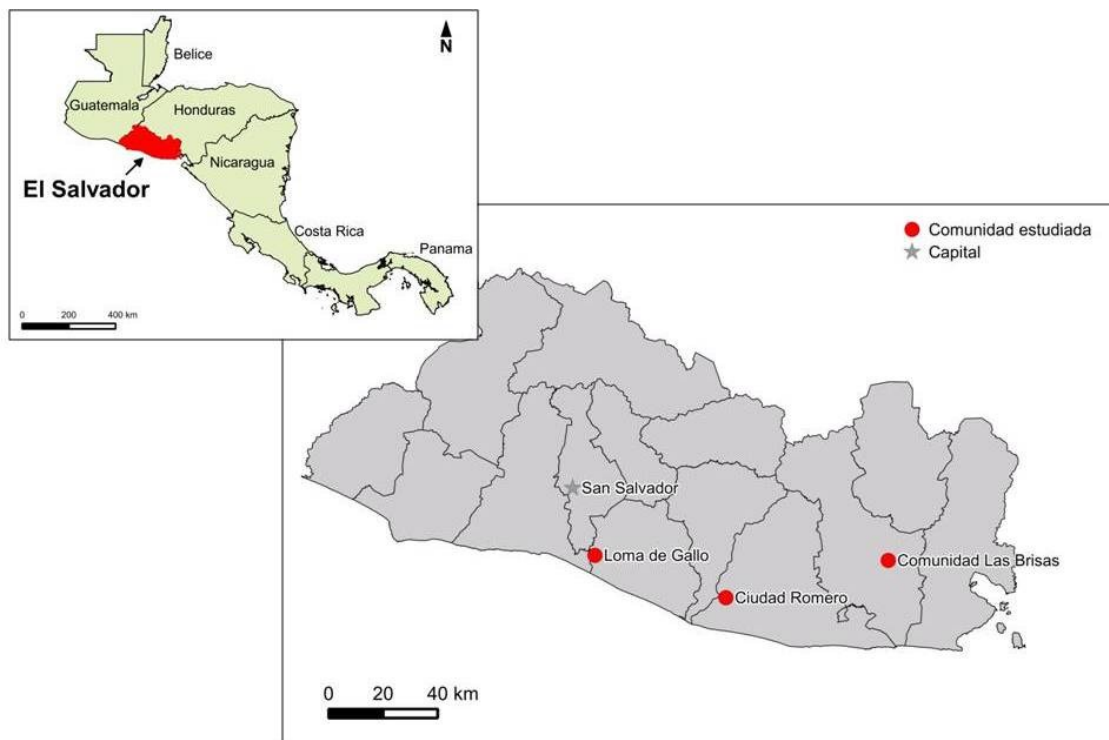 N
Belice
Guatemala
Honduras
Nicaragua
El Salvador
Costa Rica
Panama
0 200 400 km
Comunidad estudiada
Capital
San Salvador
Loma de Gallo
Comunidad Las Brisas
Ciudad Romero
0 20 40 km